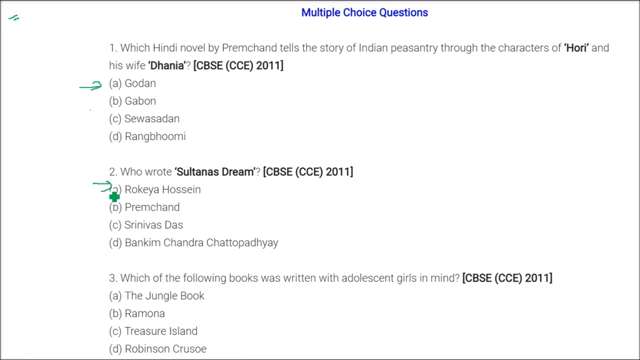 Multiple Choice Questions
1. Which Hindi novel by Premchand tells the story of Indian peasantry through the characters of ‘Hori’ and
his wife ‘Dhania’? [CBSE (CCE) 2011]
(a) Godan
(b) Gabon
(c) Sewasadan
(d) Rangbhoomi
2. Who wrote ‘Sultanas Dream’? [CBSE (CCE) 2011]
(a) Rokeya Hossein
(b) Premchand
(c) Srinivas Das
(d) Bankim Chandra Chattopadhyay
3. Which of the following books was written with adolescent girls in mind? [CBSE (CCE) 2011]
(a) The Jungle Book
(b) Ramona
(c) Treasure Island
(d) Robinson Crusoe